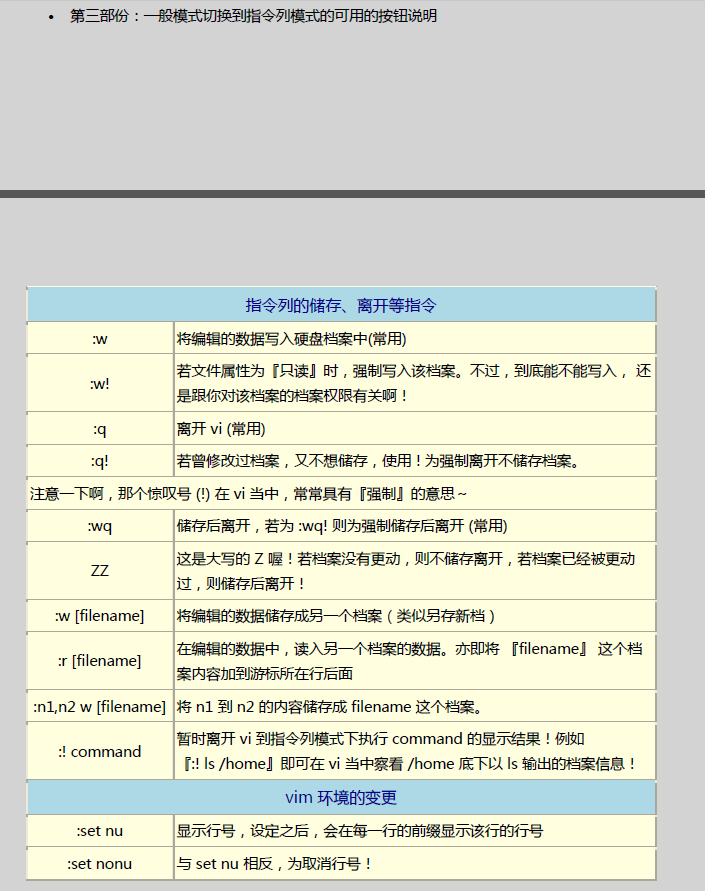 • 第三部份：一般模式切换到指令列模式的可用的按钮说明
指令列的储存、离开等指令
:w 将编辑的数据写入硬盘档案中(常用)
:w! 若文件属性为『只读』时，强制写入该档案。不过，到底能不能写入， 还
是跟你对该档案的档案权限有关啊！
:q 离开 vi (常用)
:q! 若曾修改过档案，又不想储存，使用 ! 为强制离开不储存档案。
注意一下啊，那个惊叹号 (!) 在 vi 当中，常常具有『强制』的意思～
:wq 储存后离开，若为 :wq! 则为强制储存后离开 (常用)
ZZ 这是大写的 Z 喔！若档案没有更动，则不储存离开，若档案已经被更动
过，则储存后离开！
:w [filename] 将编辑的数据储存成另一个档案（类似另存新档）
:r [filename] 在编辑的数据中，读入另一个档案的数据。亦即将 『filename』 这个档
案内容加到游标所在行后面
:n1,n2 w [filename] 将 n1 到 n2 的内容储存成 filename 这个档案。
:! command 暂时离开 vi 到指令列模式下执行 command 的显示结果！例如
『:! ls /home』即可在 vi 当中察看 /home 底下以 ls 输出的档案信息！
vim 环境的变更
:set nu 显示行号，设定之后，会在每一行的前缀显示该行的行号
:set nonu 与 set nu 相反，为取消行号！